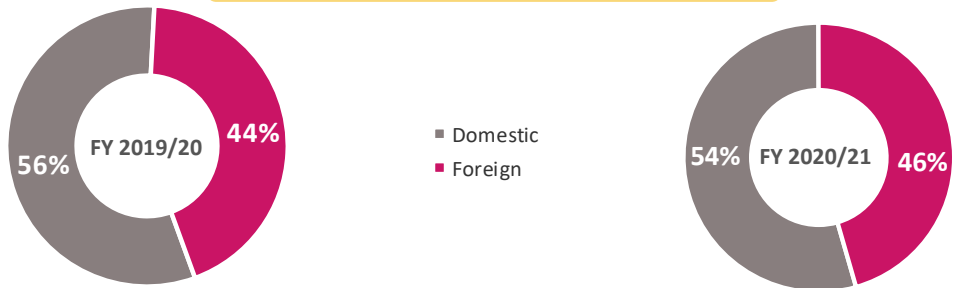 56%
FY 2019/20
44%
Domestic
Foreign
54%
FY 2020/21
46%